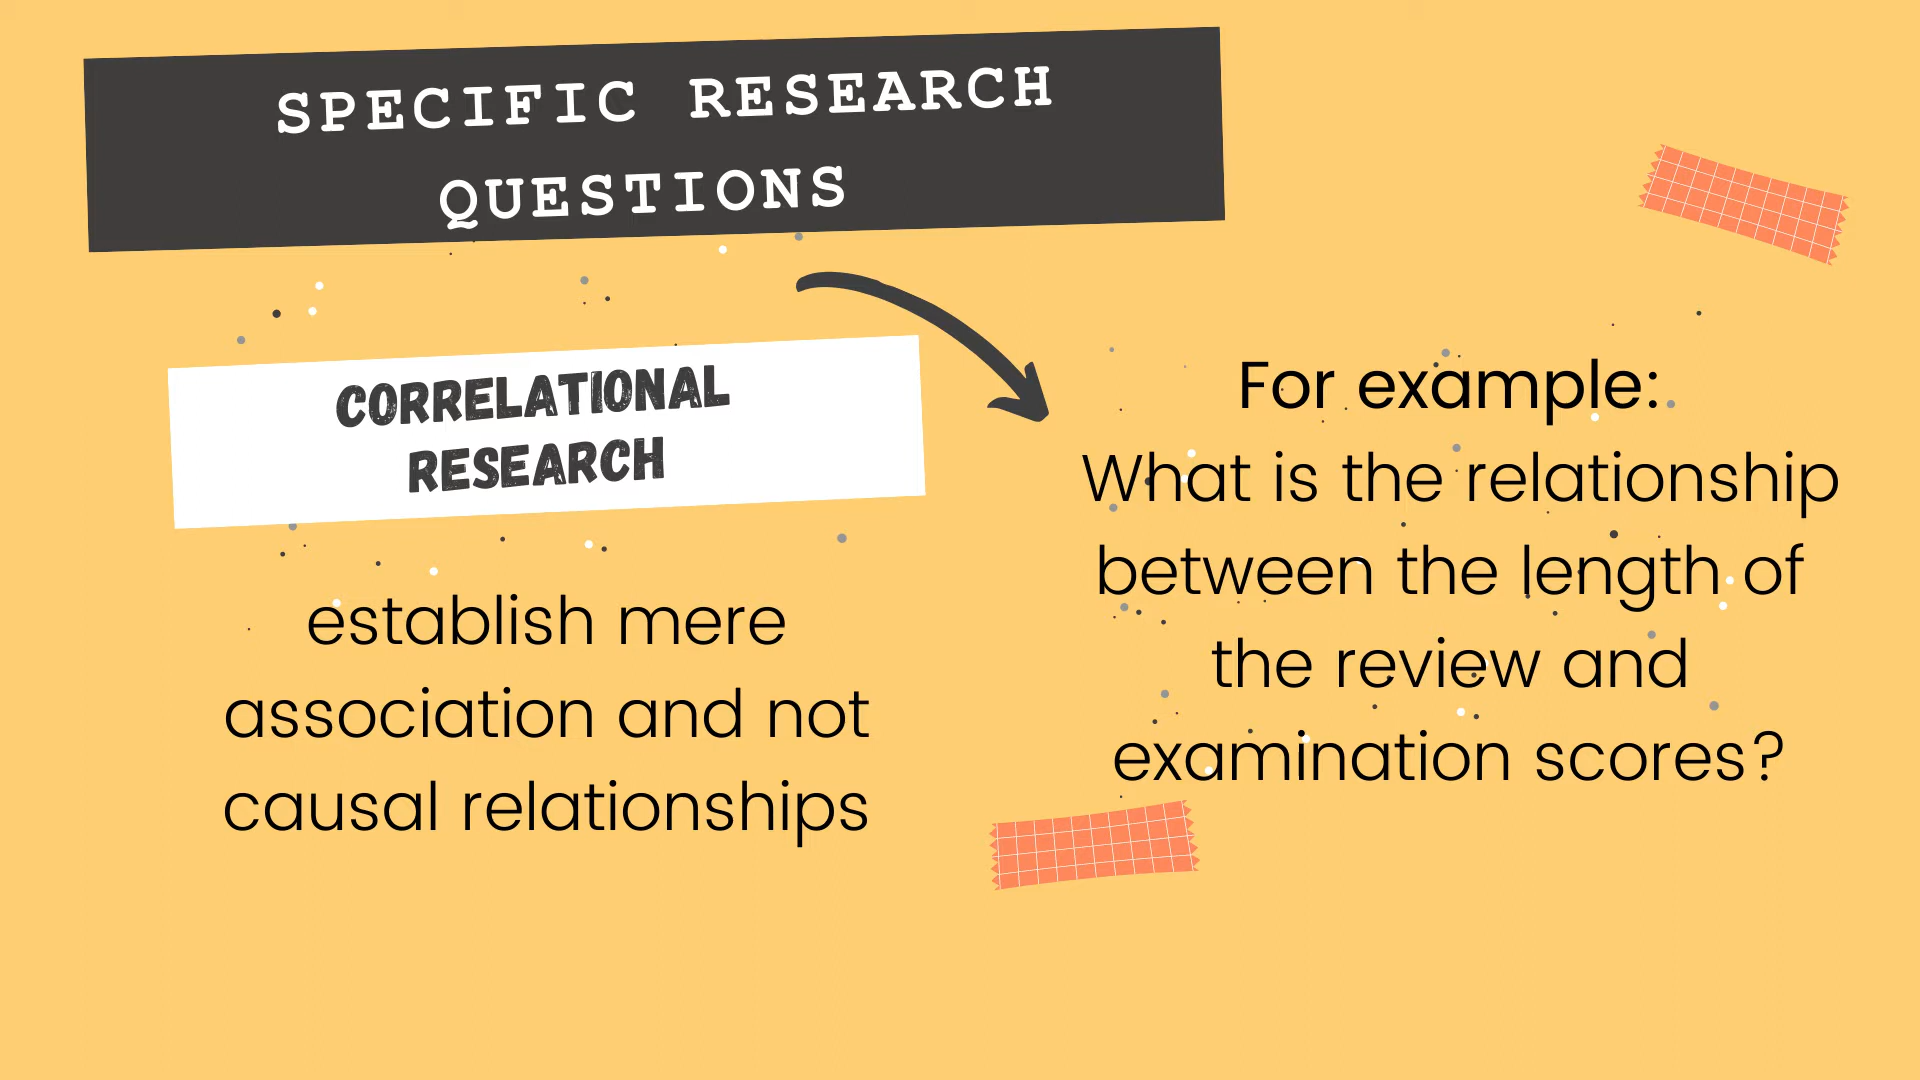 SPECIFIC RESEARCH
QUESTIONS
CORRELATIONAL
RESEARCH
establish mere
association and not
causal relationships
For example:
What is the relationship
between the length of
the review and
examination scores?